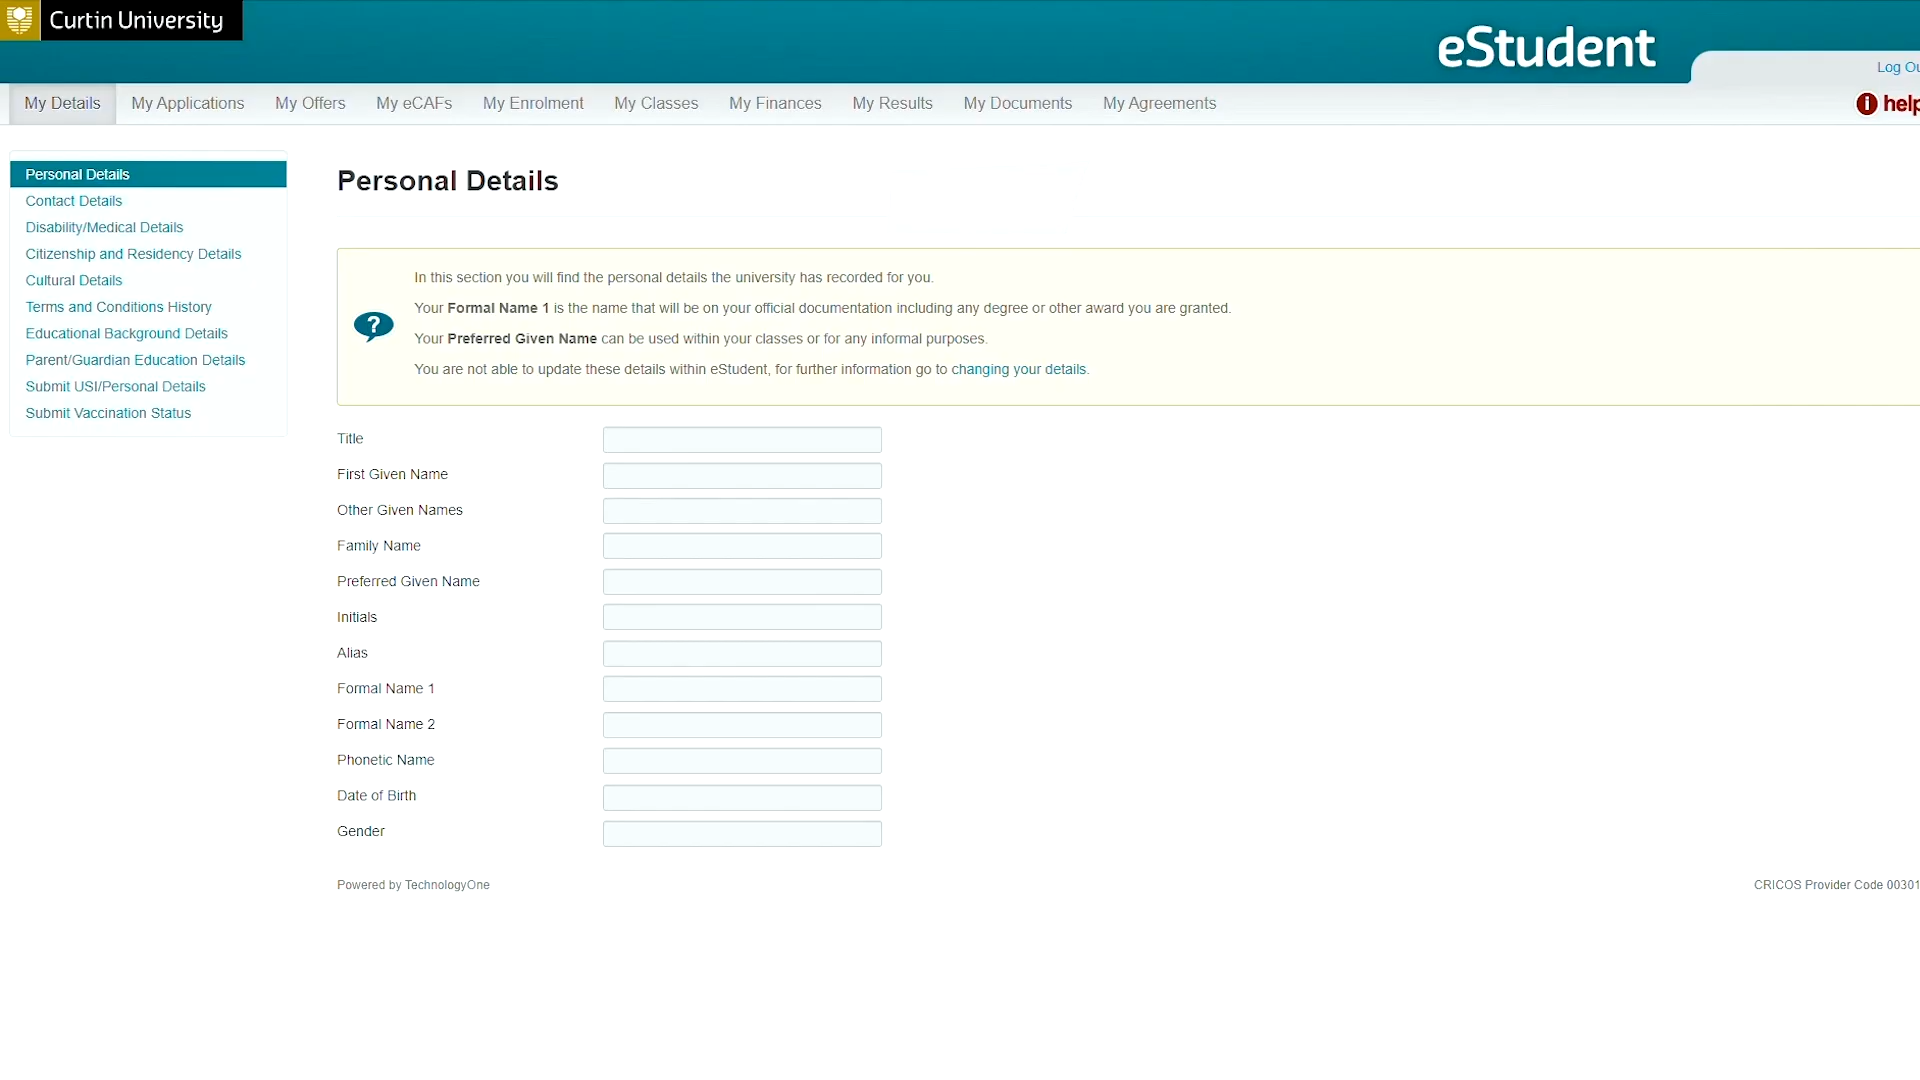 Curtin University
eStudent
Log Ou
My Details My Applications My Offers My eCAFs My Enrolment My Classes My Finances My Results My Documents My Agreements
help
Personal Details
Contact Details
Disability/Medical Details
Citizenship and Residency Details
Cultural Details
Terms and Conditions History
Educational Background Details
Parent/Guardian Education Details
Submit USI/Personal Details
Submit Vaccination Status
Personal Details
In this section you will find the personal details the university has recorded for you.
Your Formal Name 1 is the name that will be on your official documentation including any degree or other award you are granted.
Your Preferred Given Name can be used within your classes or for any informal purposes.
You are not able to update these details within eStudent, for further information go to changing your details.
Title
First Given Name
Other Given Names
Family Name
Preferred Given Name
Initials
Alias
Formal Name 1
Formal Name 2
Phonetic Name
Date of Birth
Gender
Powered by TechnologyOne
CRICOS Provider Code 00301